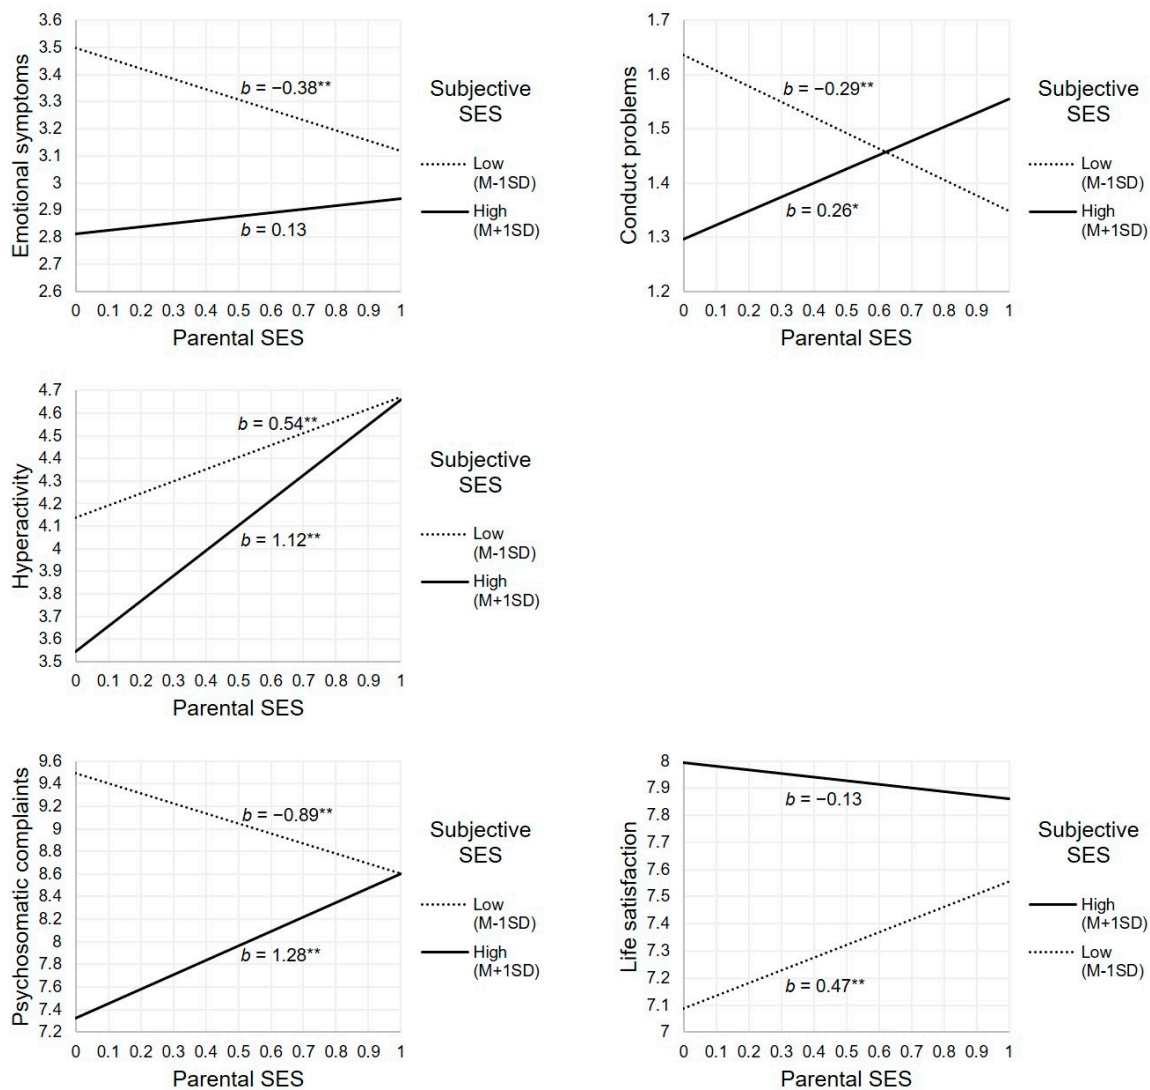 Emotional symptoms
3.6
3.5
3.4
3.3
3.2
3.1
3
2.9
2.8
2.7
2.6
b = −0.38**
b = 0.13
0 0.1 0.2 0.3 0.4 0.5 0.6 0.7 0.8 0.9 1
Parental SES
Subjective
SES
Low
(M-1SD)
High
(M+1SD)
Conduct problems
1.7
1.6
1.5
1.4
1.3
1.2
b = −0.29**
b = 0.26*
0 0.1 0.2 0.3 0.4 0.5 0.6 0.7 0.8 0.9 1
Parental SES
Subjective
SES
Low
(M-1SD)
High
(M+1SD)
Hyperactivity
4.7
4.6
4.5
4.4
4.3
4.2
4.1
4
3.9
3.8
3.7
3.6
3.5
b = 0.54**
b = 1.12**
0 0.1 0.2 0.3 0.4 0.5 0.6 0.7 0.8 0.9 1
Parental SES
Subjective
SES
Low
(M-1SD)
High
(M+1SD)
Psychosomatic complaints
9.6
9.4
9.2
9
8.8
8.6
8.4
8.2
8
7.8
7.6
7.4
7.2
b = −0.89**
b = 1.28**
0 0.1 0.2 0.3 0.4 0.5 0.6 0.7 0.8 0.9 1
Parental SES
Subjective
SES
Low
(M-1SD)
High
(M+1SD)
Life satisfaction
8
7.9
7.8
7.7
7.6
7.5
7.4
7.3
7.2
7.1
7
b = −0.13
b = 0.47**
0 0.1 0.2 0.3 0.4 0.5 0.6 0.7 0.8 0.9 1
Parental SES
Subjective
SES
High
(M+1SD)
Low
(M-1SD)